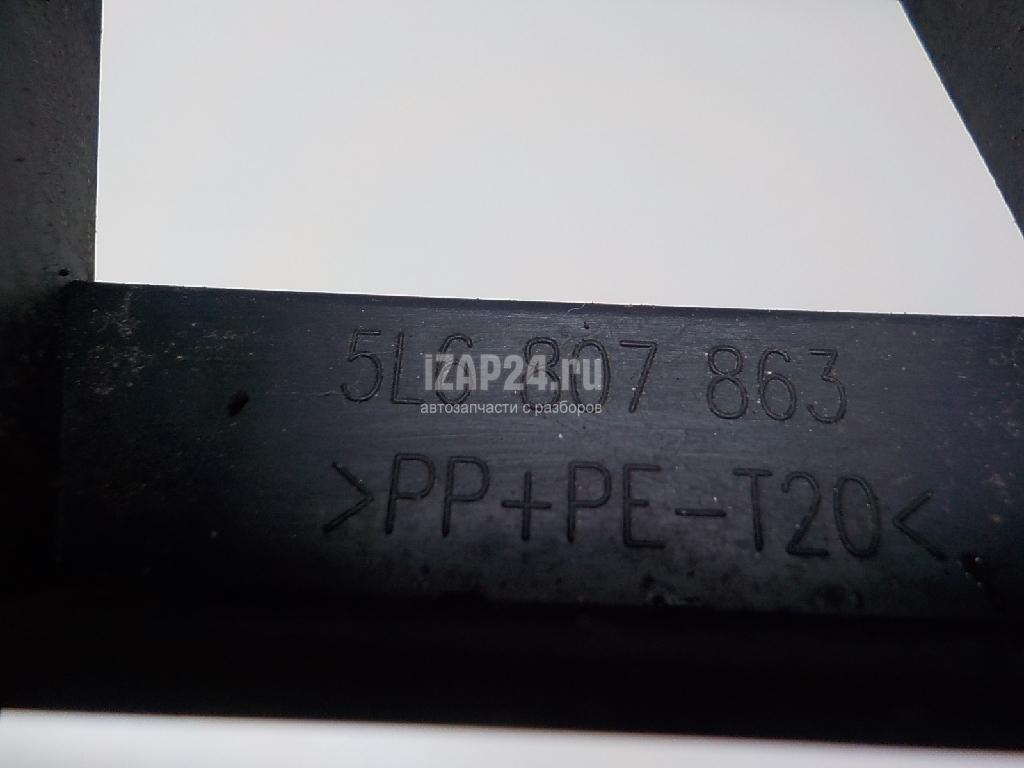 5L6 807 863
iZAP24.ru
автозапчасти с разборов
>PP+PE-T20<